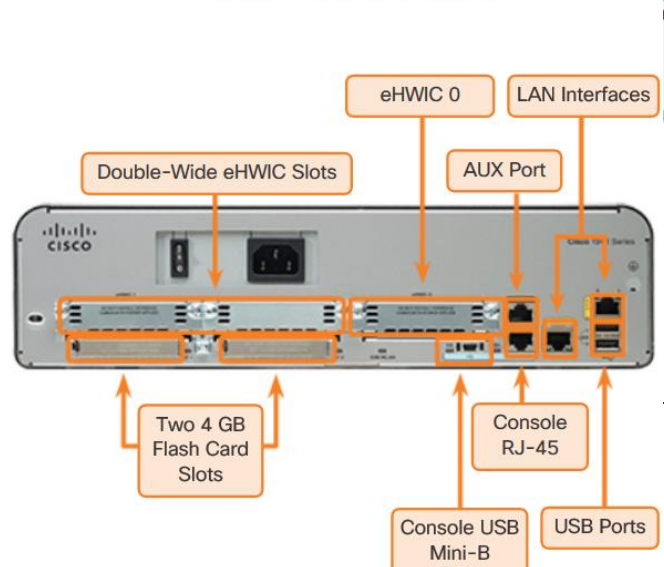 eHWIC 0
LAN Interfaces
Double-Wide eHWIC Slots
AUX Port
CISCO
Two 4 GB
Flash Card
Slots
Console
RJ-45
Console USB
Mini-B
USB Ports